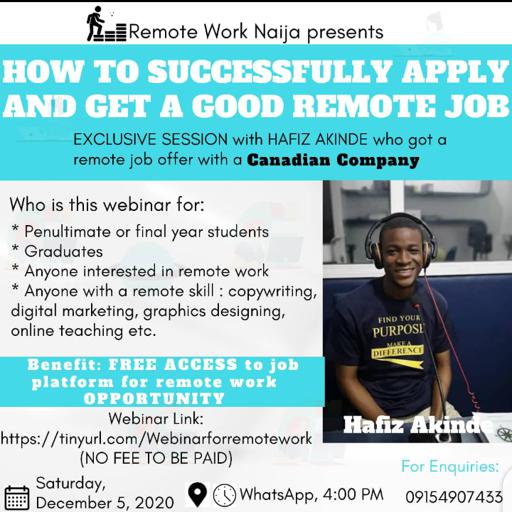 Remote Work Naija presents
HOW TO SUCCESSFULLY APPLY
AND GET A GOOD REMOTE JOB
EXCLUSIVE SESSION with HAFIZ AKINDE who got a
remote job offer with a Canadian Company
Who is this webinar for:
* Penultimate or final year students
* Graduates
* Anyone interested in remote work
* Anyone with a remote skill : copywriting,
digital marketing, graphics designing,
online teaching etc.
FIND YOUR
PURPOSE
MAKE A
DIFFERENCE
Hafiz Akinde
Benefit: FREE ACCESS to job
platform for remote work
OPPORTUNITY
Webinar Link:
https://tinyurl.com/Webinarforremotework
(NO FEE TO BE PAID)
Saturday,
December 5, 2020
WhatsApp, 4:00 PM
For Enquiries:
09154907433